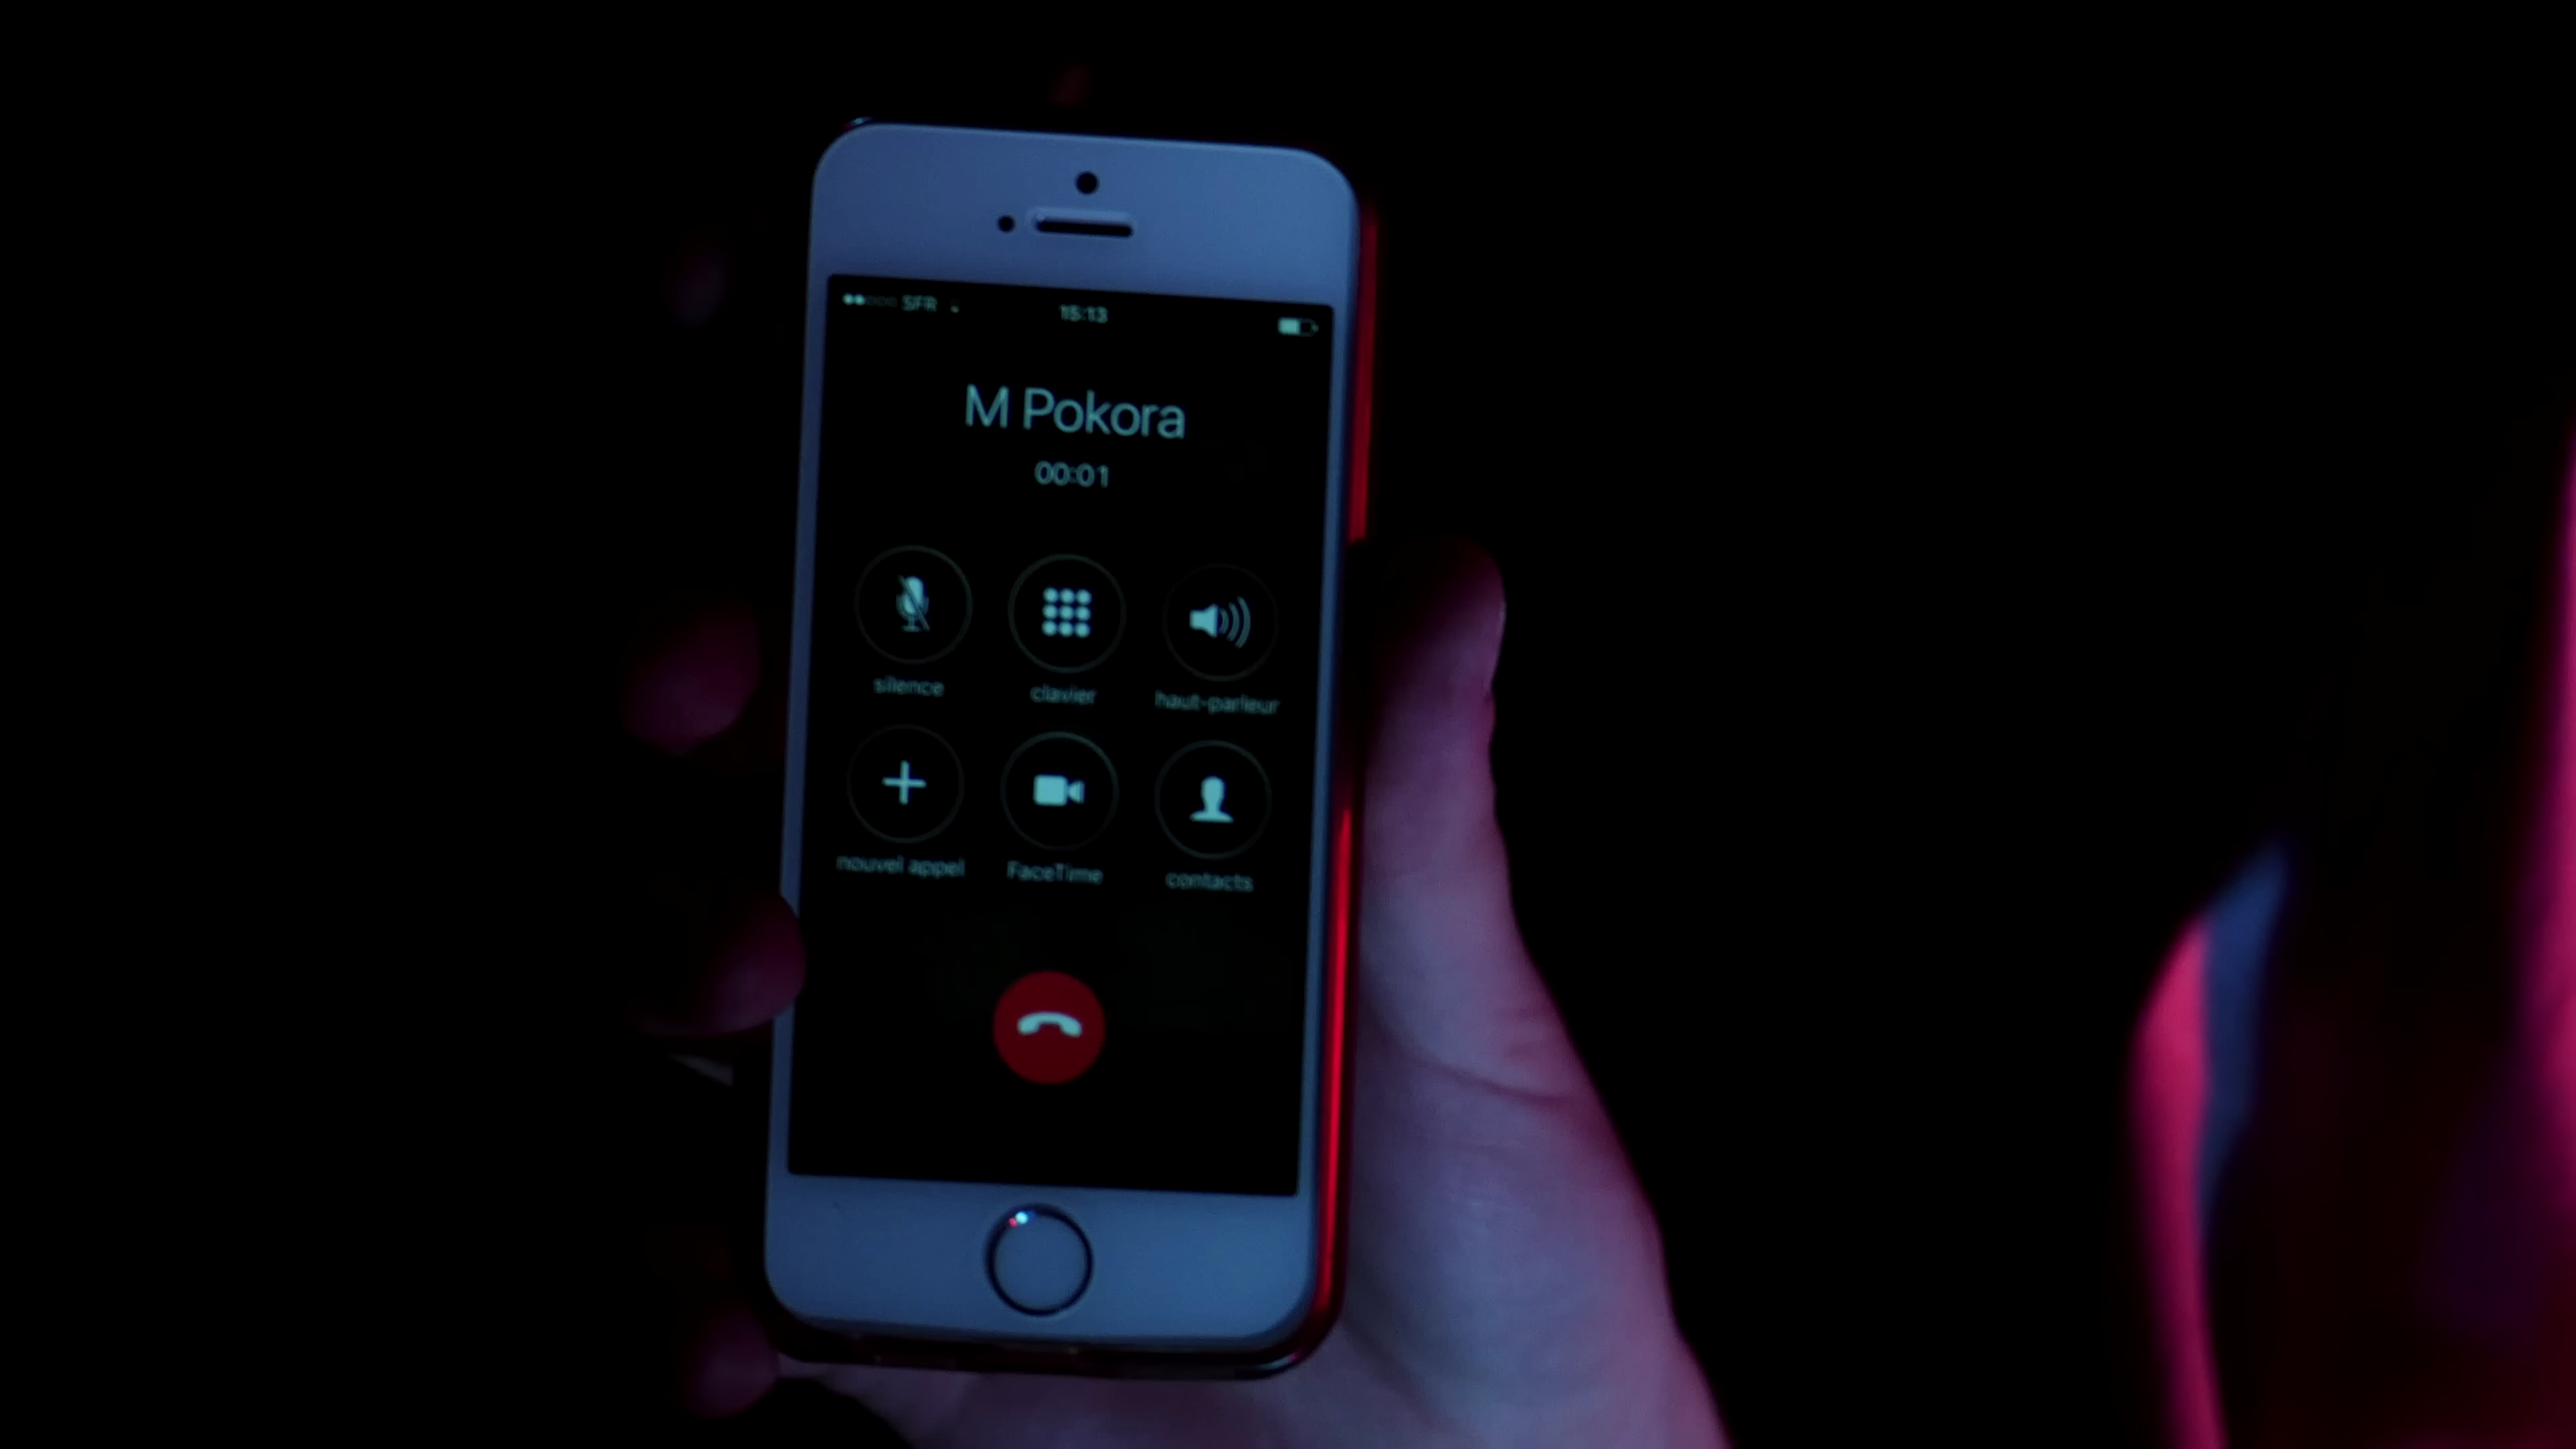 SFR 15:13
M Pokora
00:01
silence clavier haut-parleur
nouvel appel FaceTime contacts